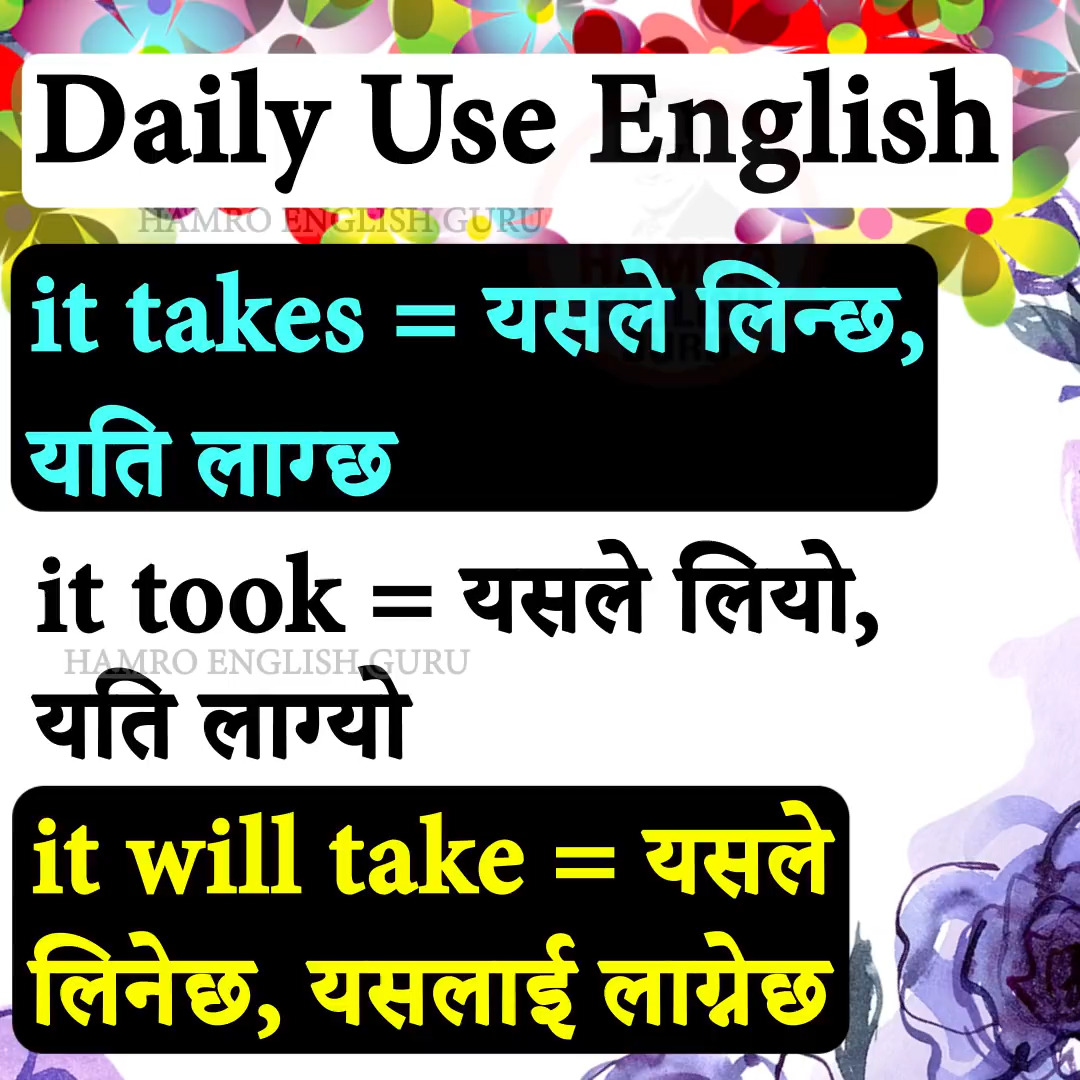 Daily Use English
HAMRO ENGLISH GURU
it takes = यसले लिन्छ,
यति लाग्छ
it took = यसले लियो,
HAMRO ENGLISH GURU
यति लाग्यो
it will take = यसले
लिनेछ, यसलाई लाग्नेछ